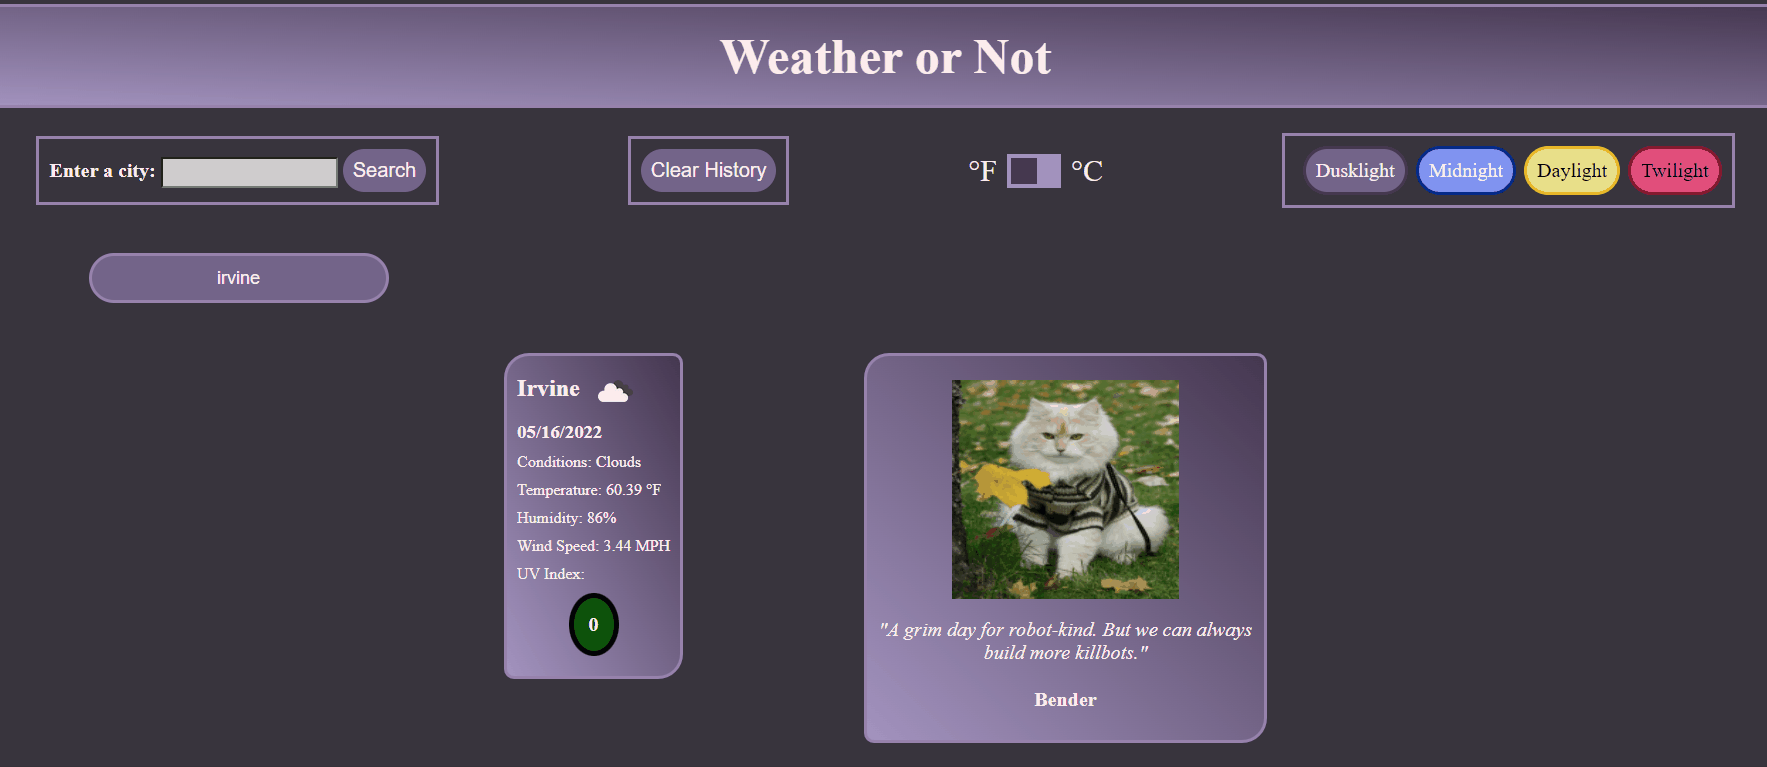 Weather or Not
Enter a city: Search
Clear History
°F °C
Dusklight Midnight Daylight Twilight
irvine
Irvine
05/16/2022
Conditions: Clouds
Temperature: 60.39 °F
Humidity: 86%
Wind Speed: 3.44 MPH
UV Index:
0
"A grim day for robot-kind. But we can always
build more killbots."
Bender